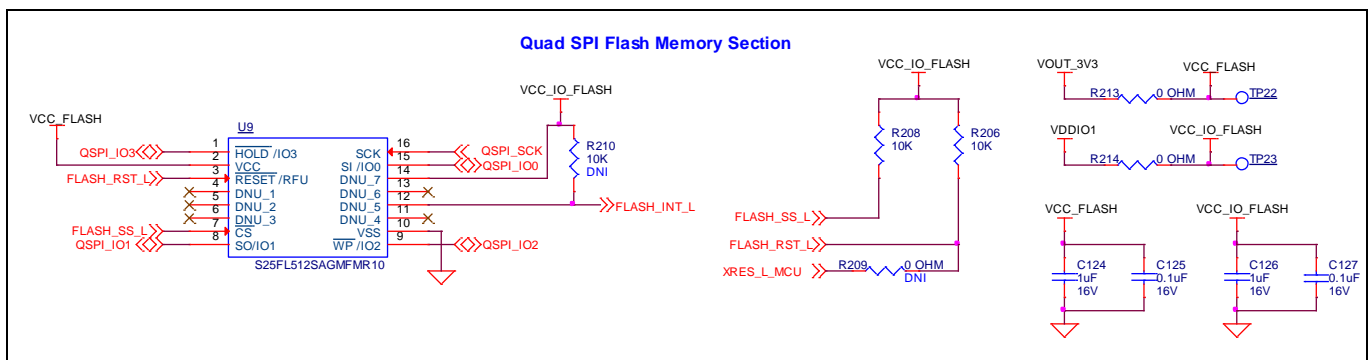 Quad SPI Flash Memory Section
VCC_FLASH
U9
1
QSPI_IO3
HOLD /IO3
2
VCC
3
FLASH_RST_L
RESET /RFU
4
DNU_1
5
DNU_2
6
DNU_3
7
FLASH_SS_L
CS
8
QSPI_IO1
SO/IO1
16
SCK
QSPI_SCK
15
SI /IO0
QSPI_IO0
14
DNU_7
13
DNU_6
12
DNU_5
FLASH_INT_L
11
DNU_4
10
VSS
9
WP /IO2
QSPI_IO2
S25FL512SAGMFMR10
VCC_IO_FLASH
R210
10K
DNI
VCC_IO_FLASH
R208
10K
R206
10K
FLASH_SS_L
FLASH_RST_L
XRES_L_MCU
R209
0 OHM
DNI
VOUT_3V3
VCC_FLASH
R213
0 OHM
TP22
VDDIO1
VCC_IO_FLASH
R214
0 OHM
TP23
VCC_FLASH
C124
1uF
16V
C125
0.1uF
16V
VCC_IO_FLASH
C126
1uF
16V
C127
0.1uF
16V